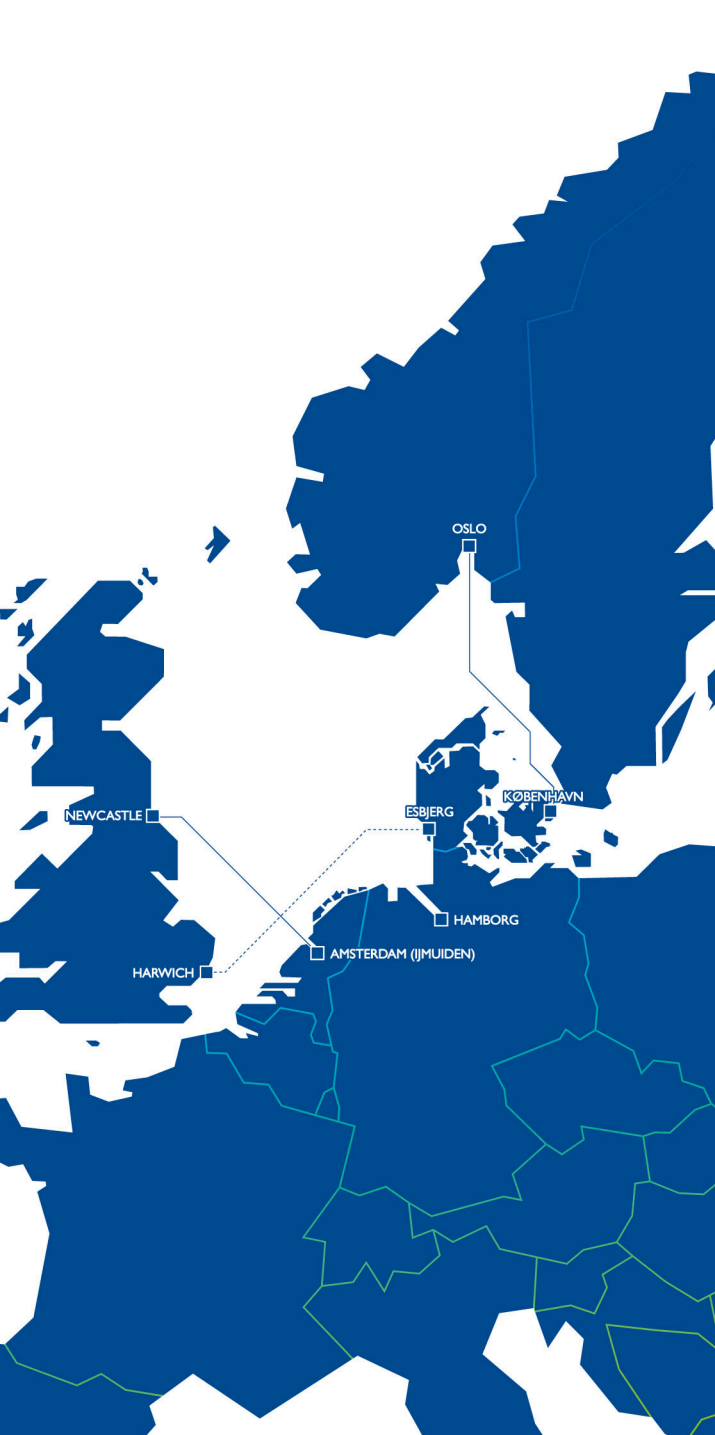 OSLO
KØBENHAVN
ESBJERG
NEWCASTLE
HAMBORG
AMSTERDAM (IJMUIDEN)
HARWICH